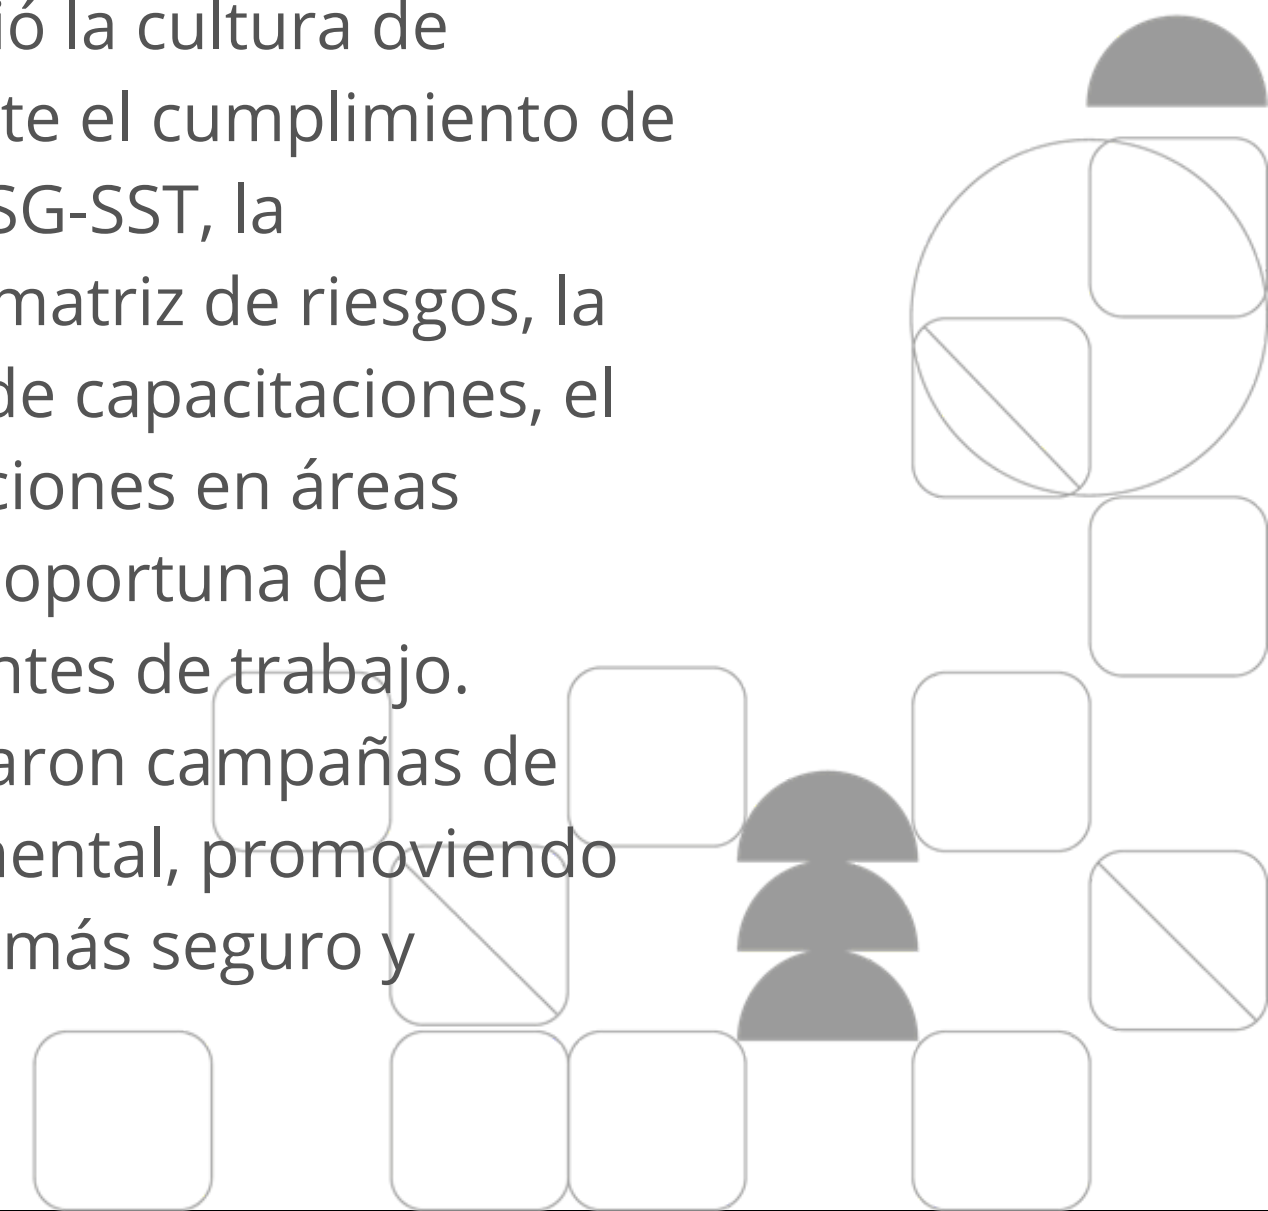 ió la cultura de
te el cumplimiento de
SG-SST, la
matriz de riesgos, la
de capacitaciones, el
ciones en áreas
oportuna de
ntes de trabajo.
aron campañas de
mental, promoviendo
más seguro y